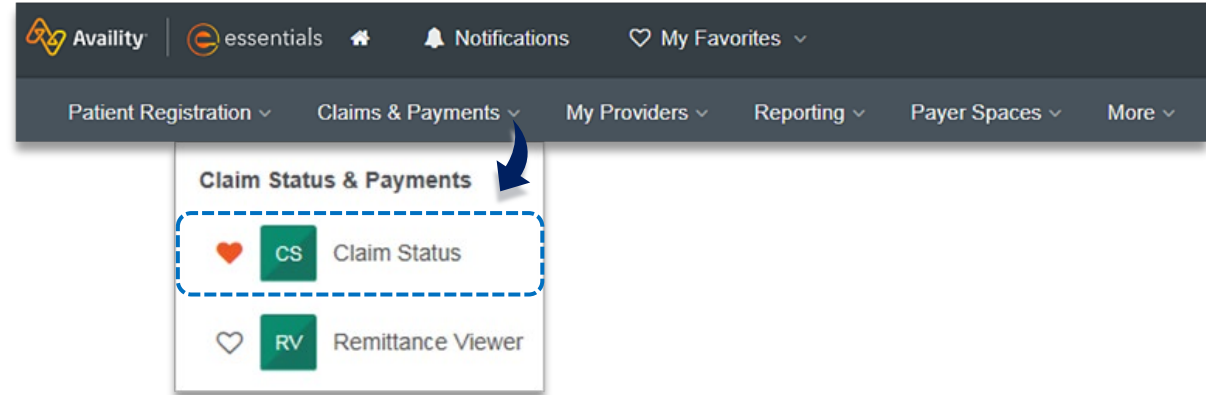 Availity essentials Notifications My Favorites
Patient Registration Claims & Payments My Providers Reporting Payer Spaces More
Claim Status & Payments
CS Claim Status
RV Remittance Viewer